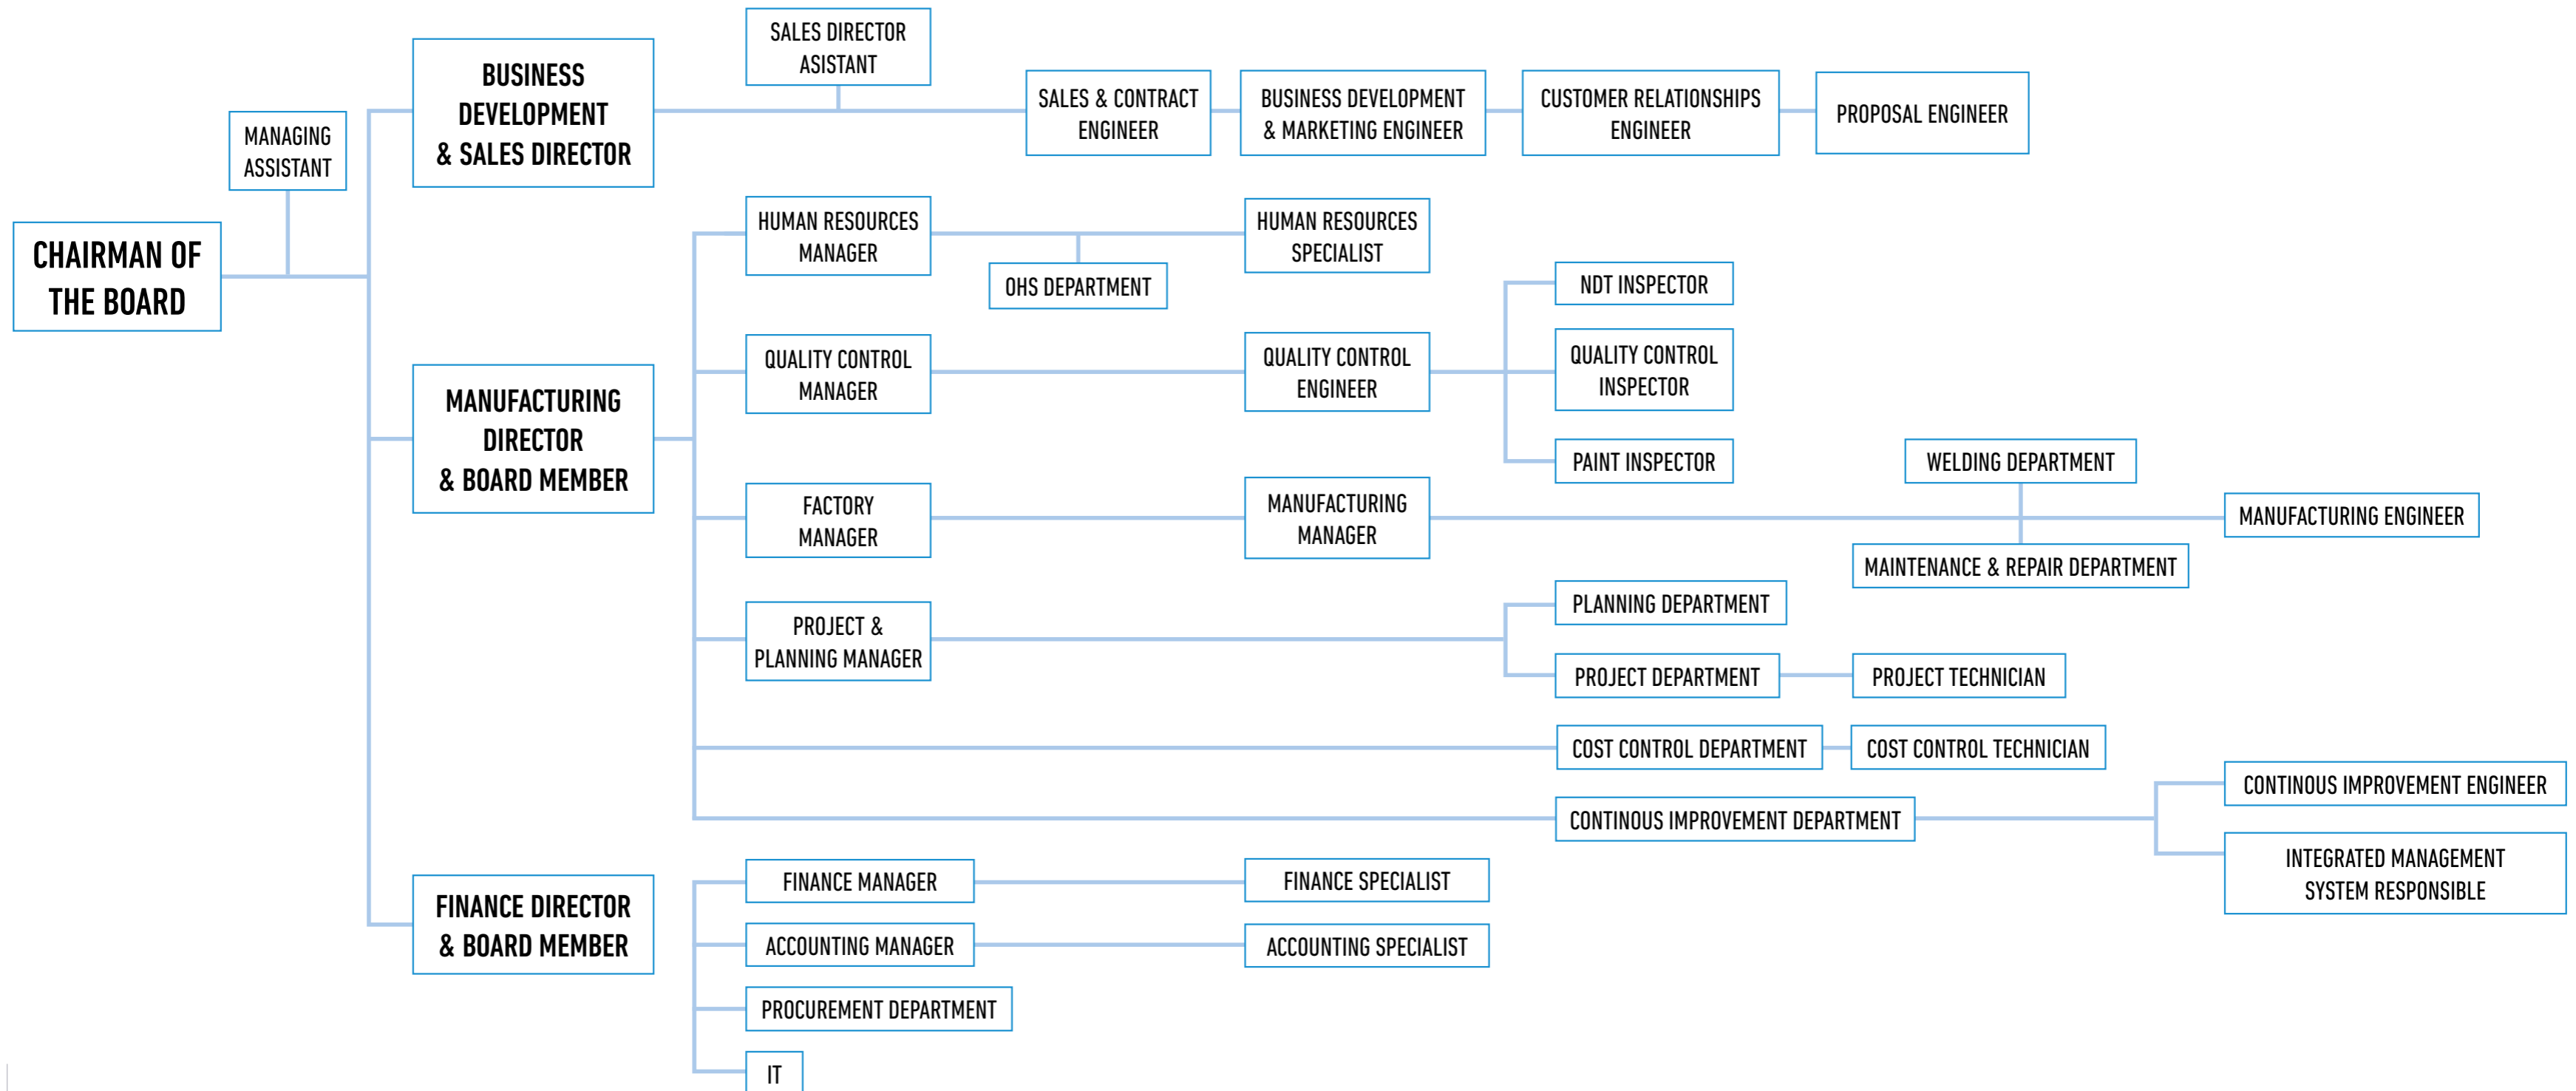 CHAIRMAN OF
THE BOARD
MANAGING
ASSISTANT
BUSINESS
DEVELOPMENT
& SALES DIRECTOR
SALES DIRECTOR
ASISTANT
SALES & CONTRACT
ENGINEER
BUSINESS DEVELOPMENT
& MARKETING ENGINEER
CUSTOMER RELATIONSHIPS
ENGINEER
PROPOSAL ENGINEER
MANUFACTURING
DIRECTOR
& BOARD MEMBER
HUMAN RESOURCES
MANAGER
OHS DEPARTMENT
HUMAN RESOURCES
SPECIALIST
QUALITY CONTROL
MANAGER
QUALITY CONTROL
ENGINEER
NDT INSPECTOR
QUALITY CONTROL
INSPECTOR
PAINT INSPECTOR
FACTORY
MANAGER
MANUFACTURING
MANAGER
WELDING DEPARTMENT
MAINTENANCE & REPAIR DEPARTMENT
MANUFACTURING ENGINEER
PROJECT &
PLANNING MANAGER
PLANNING DEPARTMENT
PROJECT DEPARTMENT
PROJECT TECHNICIAN
COST CONTROL DEPARTMENT
COST CONTROL TECHNICIAN
CONTINOUS IMPROVEMENT DEPARTMENT
CONTINOUS IMPROVEMENT ENGINEER
INTEGRATED MANAGEMENT
SYSTEM RESPONSIBLE
FINANCE DIRECTOR
& BOARD MEMBER
FINANCE MANAGER
FINANCE SPECIALIST
ACCOUNTING MANAGER
ACCOUNTING SPECIALIST
PROCUREMENT DEPARTMENT
IT